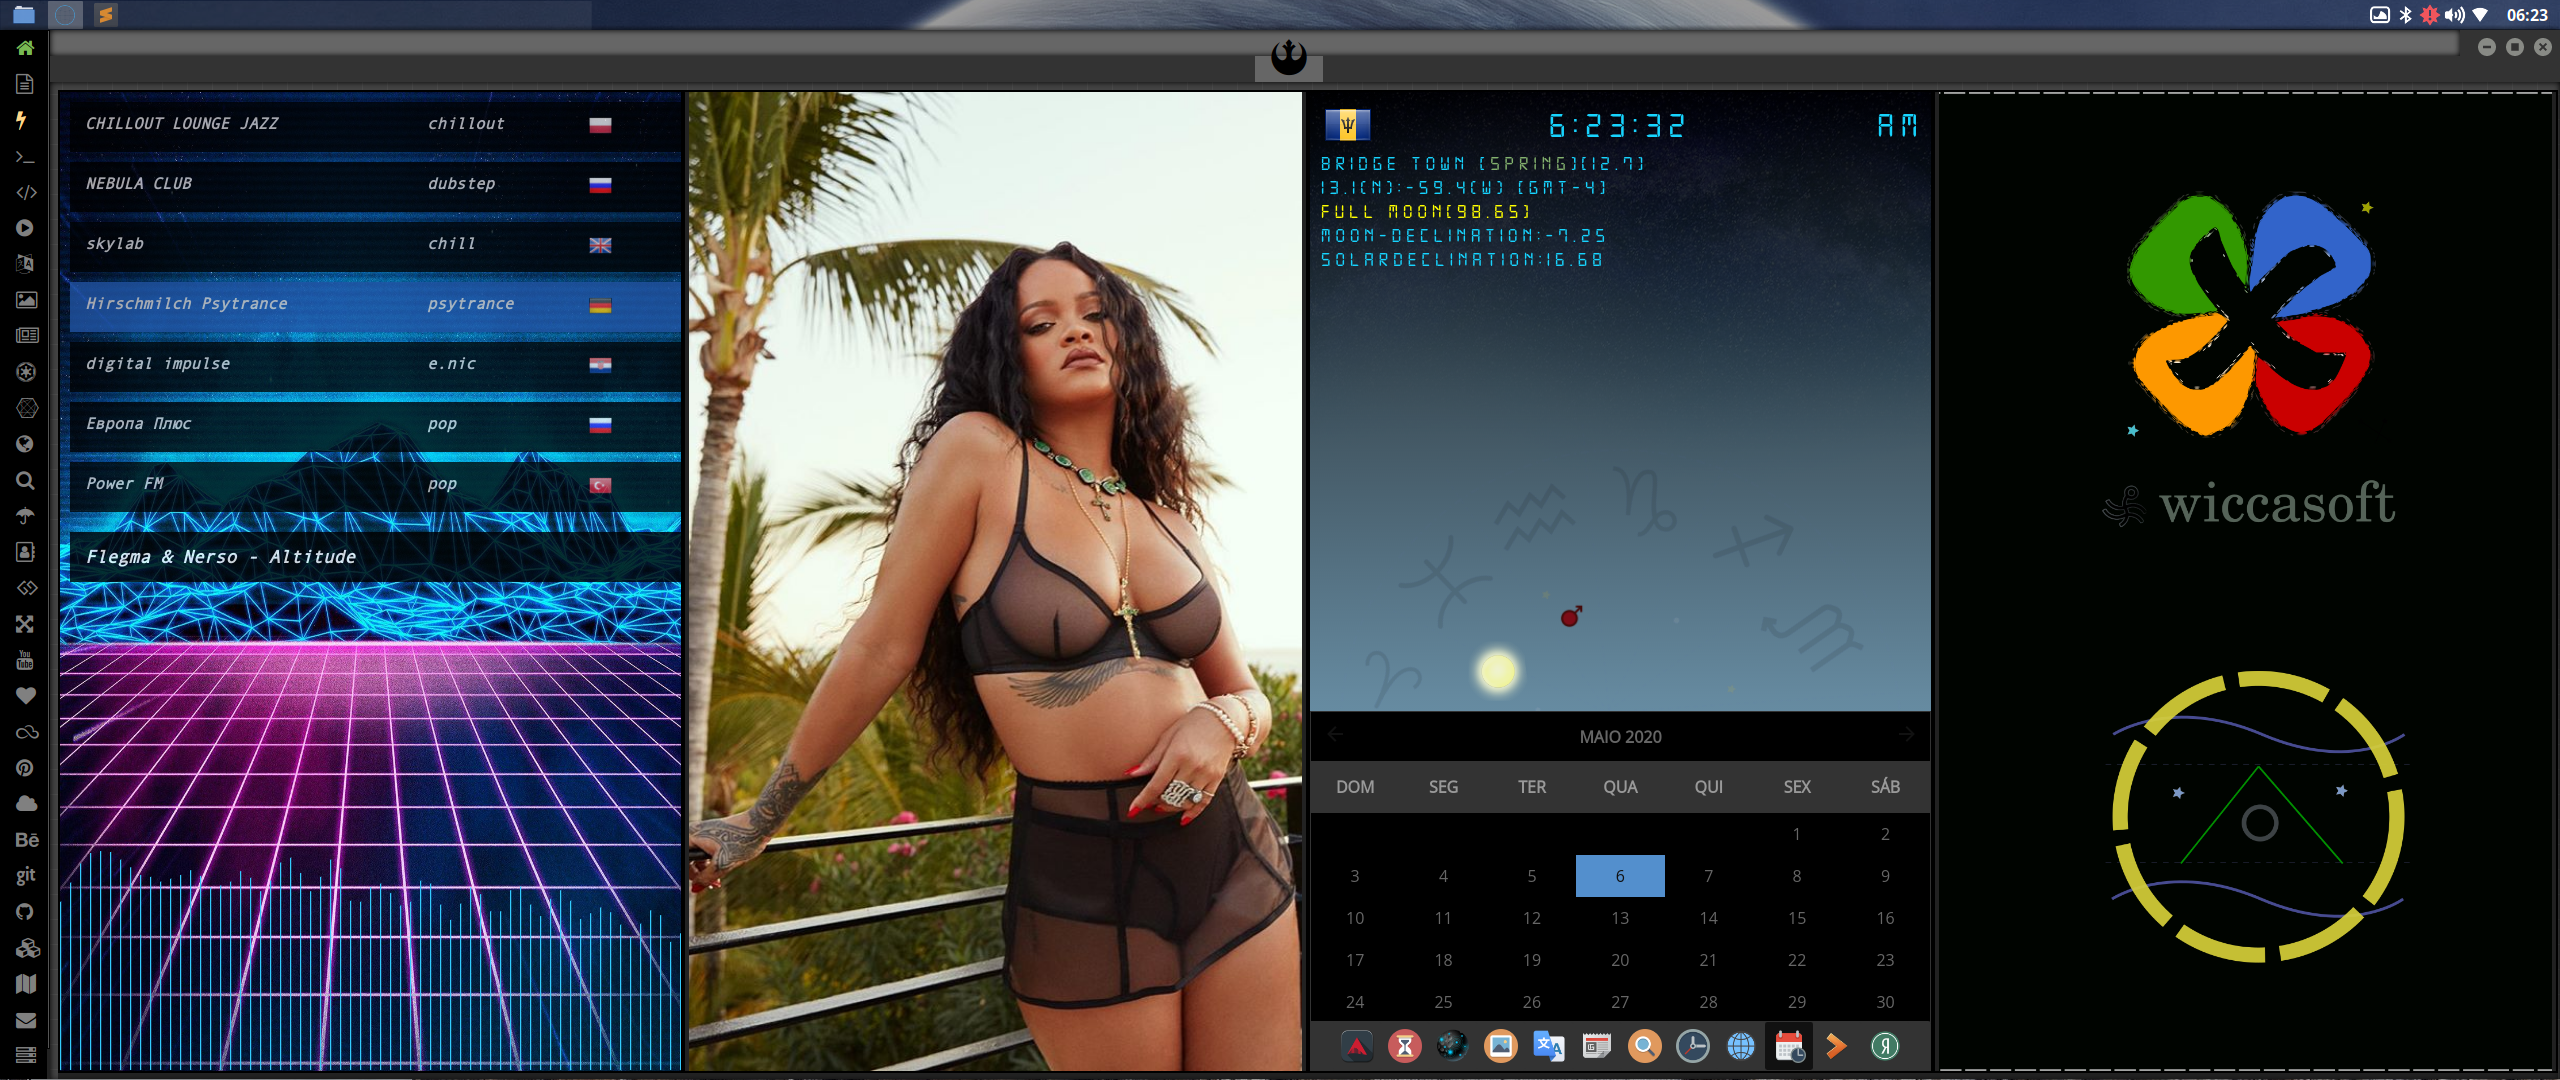 06:23
CHILLOUT LOUNGE JAZZ chillout
NEBULA CLUB dubstep
skylab chill
Hirschmilch Psytrance psytrance
digital impulse e.nic
Европа Плюс pop
Power FM pop
Flegma & Nerso - Altitude
You
Tube
Bē
git
6:23:32 AM
BRIDGE TOWN [SPRING][12.7]
13.1[N]:-59.4[W] [GMT-4]
FULL MOON[98.65]
MOON-DECLINATION:-7.25
SOLARDECLINATION:16.68
MAIO 2020
DOM SEG TER QUA QUI SEX SÁB
1 2
3 4 5 6 7 8 9
10 11 12 13 14 15 16
17 18 19 20 21 22 23
24 25 26 27 28 29 30
wiccasoft